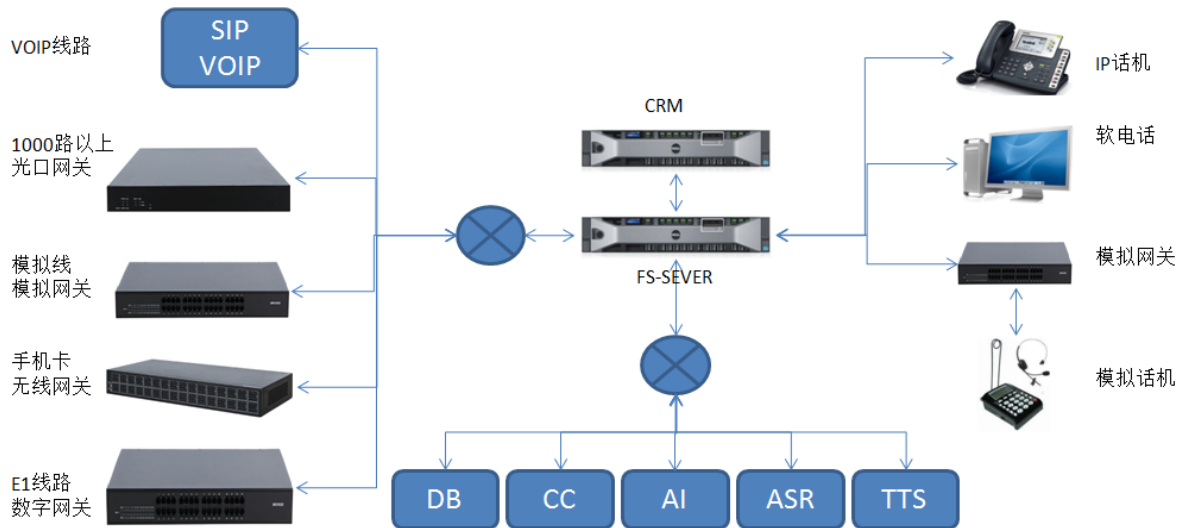 VOIP线路
SIP
VOIP
1000路以上
光口网关
模拟线
模拟网关
手机卡
无线网关
E1线路
数字网关
CRM
FS-SEVER
DB
CC
AI
ASR
TTS
IP话机
软电话
模拟网关
模拟话机